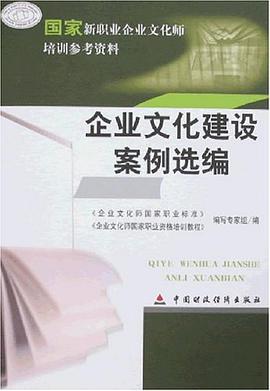 国家新职业企业文化师
培训参考资料
企业文化建设
案例选编
《企业文化师国家职业标准》
《企业文化师国家职业资格培训教程》
编写专家组/编
QIYE WENHUA JIANSHE
ANLI XUANBIAN
中国财政经济出版社